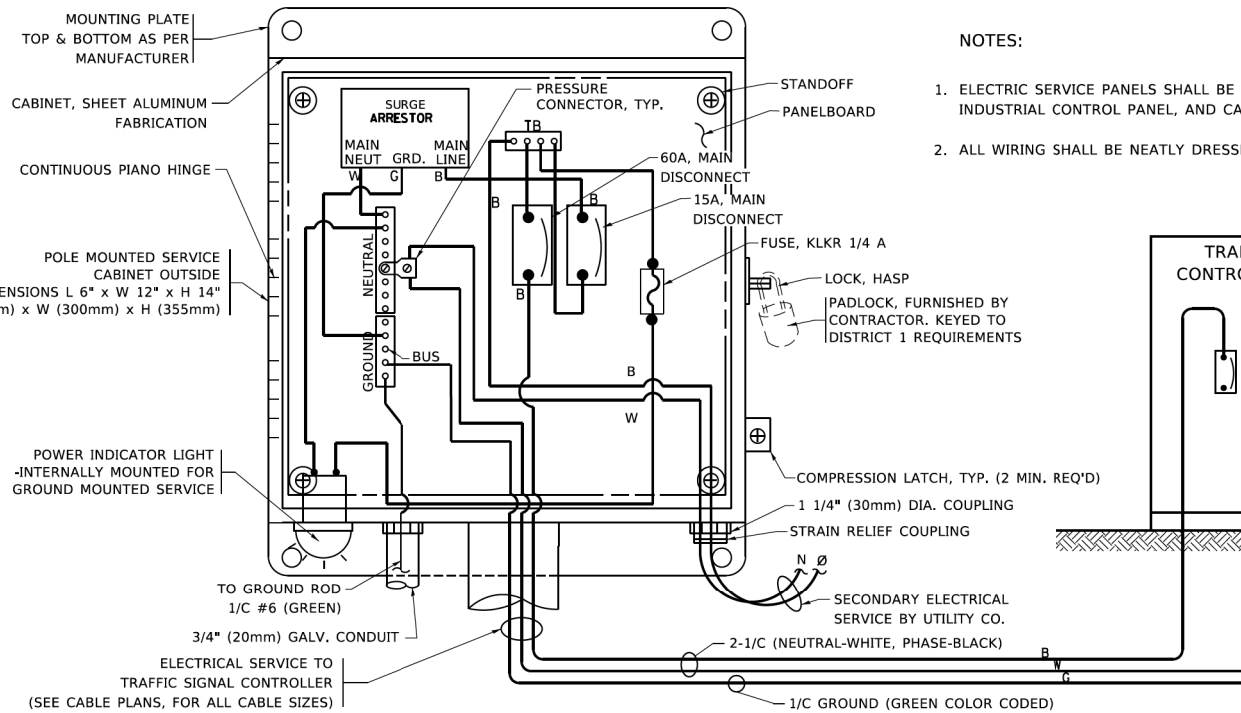 MOUNTING PLATE
TOP & BOTTOM AS PER
MANUFACTURER
CABINET, SHEET ALUMINUM
FABRICATION
CONTINUOUS PIANO HINGE
POLE MOUNTED SERVICE
CABINET OUTSIDE
ENSIONS L 6" x W 12" x H 14"
m) x W (300mm) x H (355mm)
POWER INDICATOR LIGHT
-INTERNALLY MOUNTED FOR
GROUND MOUNTED SERVICE
TO GROUND ROD
1/C #6 (GREEN)
3/4" (20mm) GALV. CONDUIT
ELECTRICAL SERVICE TO
TRAFFIC SIGNAL CONTROLLER
(SEE CABLE PLANS, FOR ALL CABLE SIZES)
SURGE
ARRESTOR
MAIN
NEUT
GRD.
MAIN
LINE
W
G
B
PRESSURE
CONNECTOR, TYP.
TB
60A, MAIN
DISCONNECT
15A, MAIN
DISCONNECT
B
B
B
NEUTRAL
GROUND
BUS
B
W
STANDOFF
PANELBOARD
FUSE, KLKR 1/4 A
LOCK, HASP
PADLOCK, FURNISHED BY
CONTRACTOR. KEYED TO
DISTRICT 1 REQUIREMENTS
COMPRESSION LATCH, TYP. (2 MIN. REQ'D)
1 1/4" (30mm) DIA. COUPLING
STRAIN RELIEF COUPLING
N Ø
SECONDARY ELECTRICAL
SERVICE BY UTILITY CO.
2-1/C (NEUTRAL-WHITE, PHASE-BLACK)
B
W
G
1/C GROUND (GREEN COLOR CODED)
NOTES:
1. ELECTRIC SERVICE PANELS SHALL BE
INDUSTRIAL CONTROL PANEL, AND CA
2. ALL WIRING SHALL BE NEATLY DRESS
TRA
CONTRO